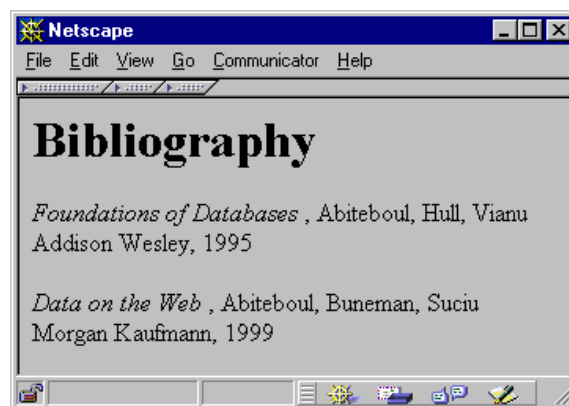 Netscape
File Edit View Go Communicator Help
Bibliography
Foundations of Databases , Abiteboul, Hull, Vianu
Addison Wesley, 1995
Data on the Web , Abiteboul, Buneman, Suciu
Morgan Kaufmann, 1999